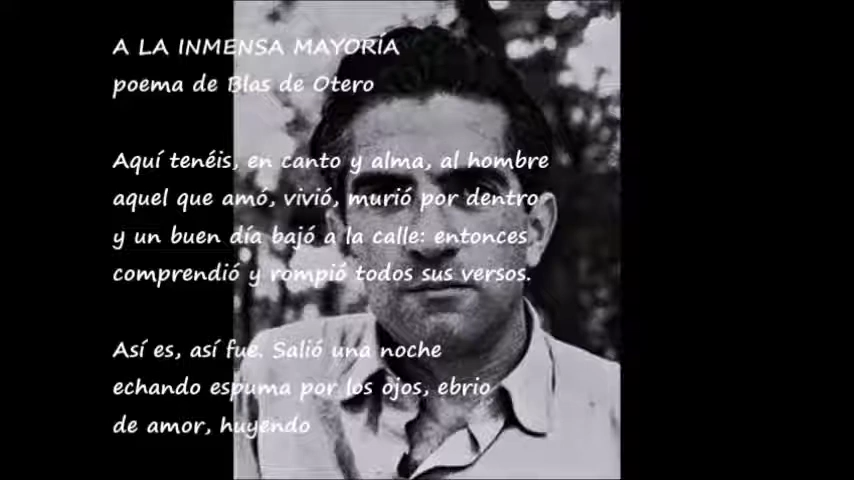 A LA INMENSA MAYORÍA
poema de Blas de Otero
Aquí tenéis, en canto y alma, al hombre
aquel que amó, vivió, murió por dentro
y un buen día bajó a la calle: entonces
comprendió y rompió todos sus versos.
Así es, así fue. Salió una noche
echando espuma por los ojos, ebrio
de amor, huyendo